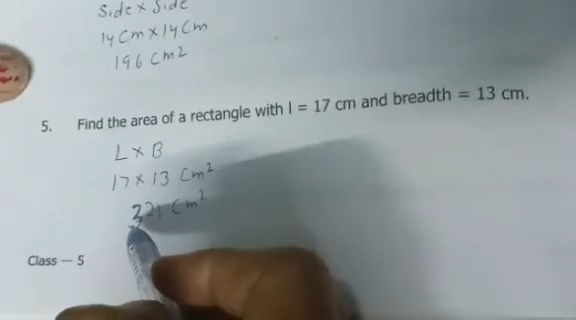 Side x Side
14 Cm x 14 Cm
196 Cm2
5. Find the area of a rectangle with l = 17 cm and breadth = 13 cm.
L x B
17 x 13 Cm²
221 Cm²
Class — 5